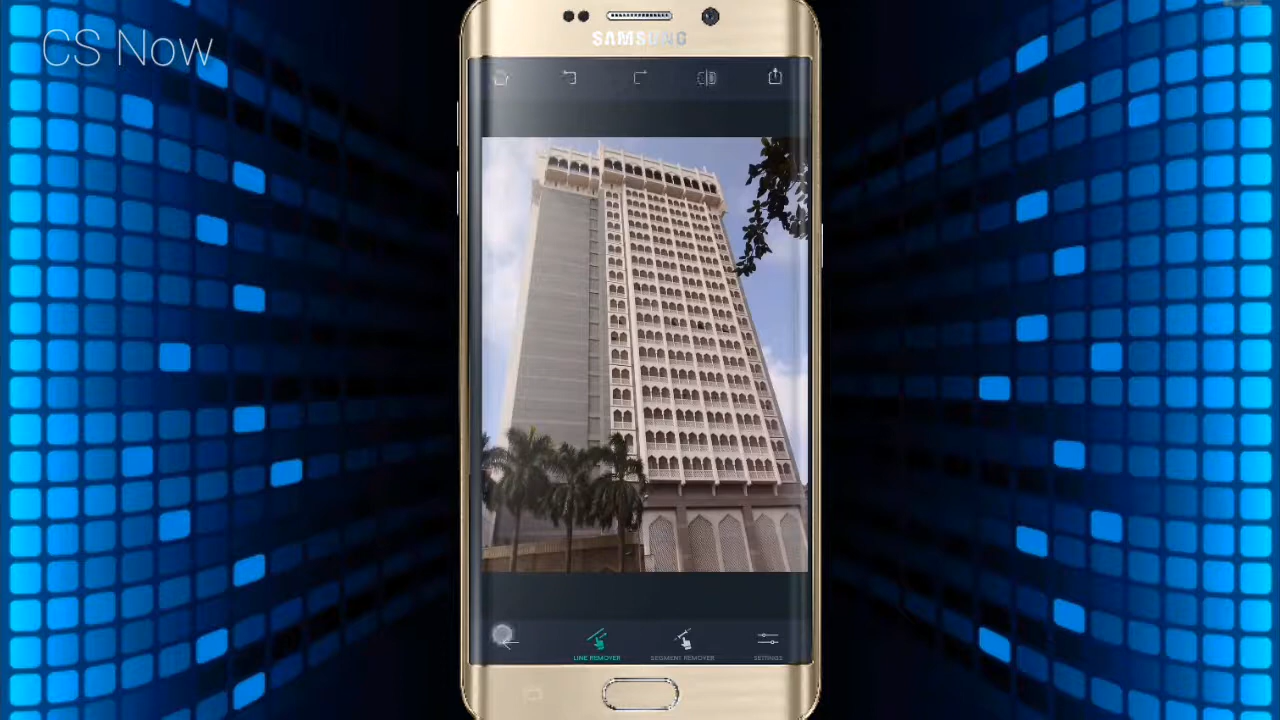 CS Now
SAMSUNG
LINE REMOVER
SEGMENT REMOVER
SETTINGS